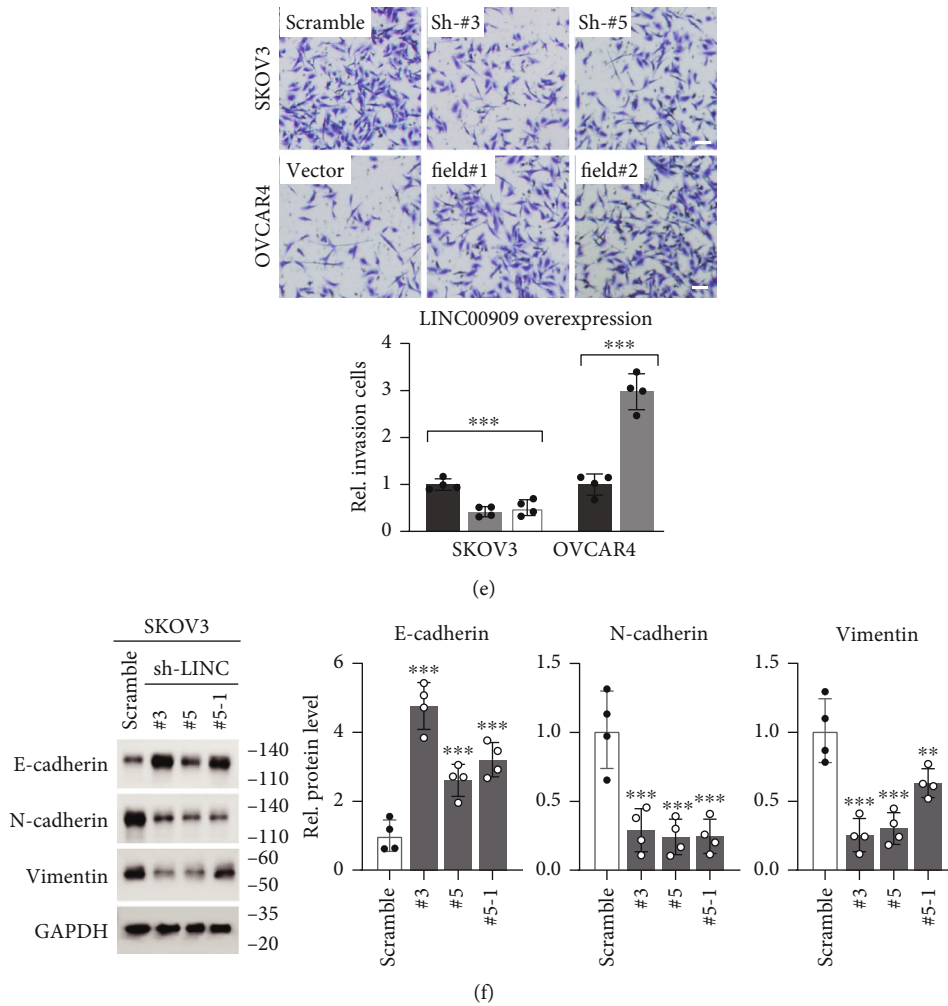 Scramble Sh-#3 Sh-#5
SKOV3
Vector field#1 field#2
OVCAR4
LINC00909 overexpression
Rel. invasion cells
4
3
2
1
0
***
***
SKOV3 OVCAR4
(e)
SKOV3
Scramble
sh-LINC
#3 #5 #5-1
E-cadherin –140
–110
N-cadherin –140
–110
Vimentin –60
–50
GAPDH –35
–20
E-cadherin
Rel. protein level
6
4
2
0
***
***
***
Scramble #3 #5 #5-1
N-cadherin
1.5
1.0
0.5
0
*** *** ***
Scramble #3 #5 #5-1
Vimentin
1.5
1.0
0.5
0
*** *** **
Scramble #3 #5 #5-1
(f)